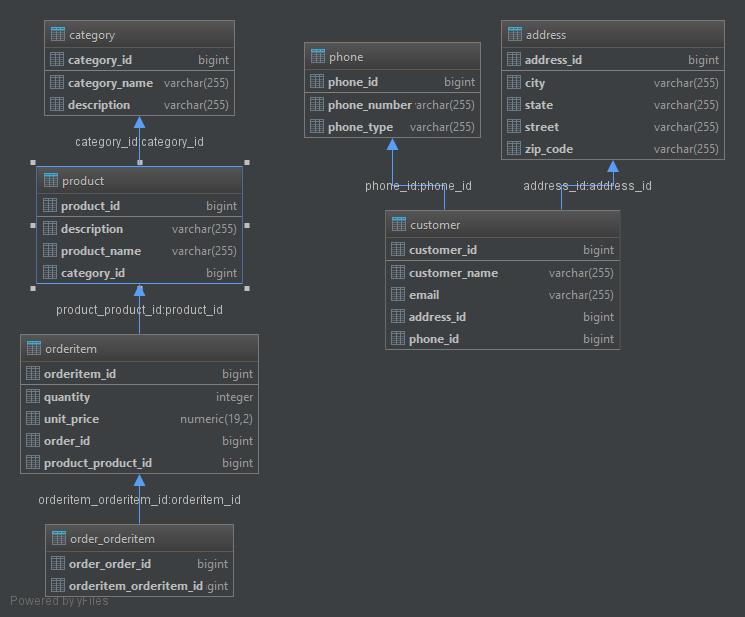 category
category_id bigint
category_name varchar(255)
description varchar(255)
category_id:category_id
product
product_id bigint
description varchar(255)
product_name varchar(255)
category_id bigint
product_product_id:product_id
orderitem
orderitem_id bigint
quantity integer
unit_price numeric(19,2)
order_id bigint
product_product_id bigint
orderitem_orderitem_id:orderitem_id
order_orderitem
order_order_id bigint
orderitem_orderitem_id gint
Powered by yFiles
phone
phone_id bigint
phone_number varchar(255)
phone_type varchar(255)
phone_id:phone_id
address
address_id bigint
city varchar(255)
state varchar(255)
street varchar(255)
zip_code varchar(255)
address_id:address_id
customer
customer_id bigint
customer_name varchar(255)
email varchar(255)
address_id bigint
phone_id bigint